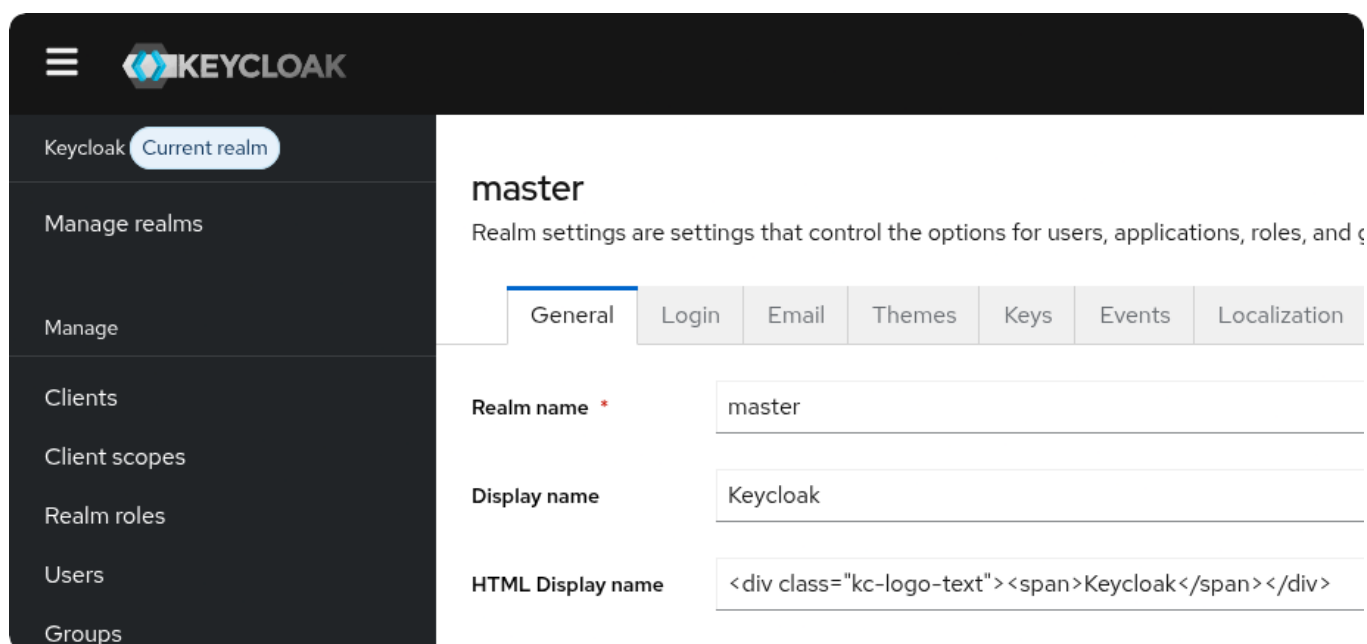 KEYCLOAK
Keycloak Current realm
Manage realms
Manage
Clients
Client scopes
Realm roles
Users
Groups
master
Realm settings are settings that control the options for users, applications, roles, and
General Login Email Themes Keys Events Localization
Realm name * master
Display name Keycloak
HTML Display name <div class="kc-logo-text"><span>Keycloak</span></div>